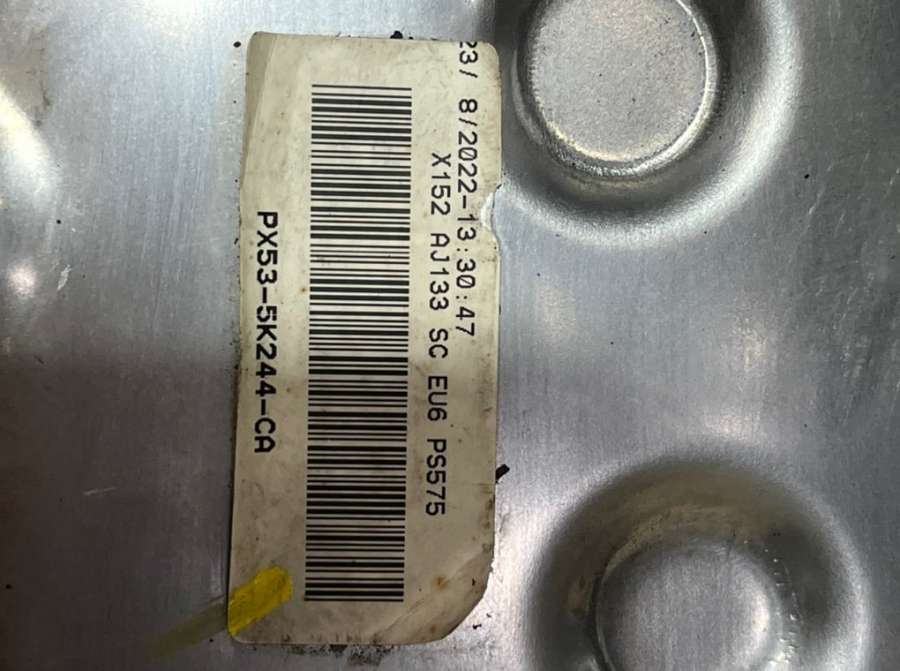 23/ 8/2022-13:30:47
X152 AJ133 SC EU6 PS575
PX53-5K244-CA